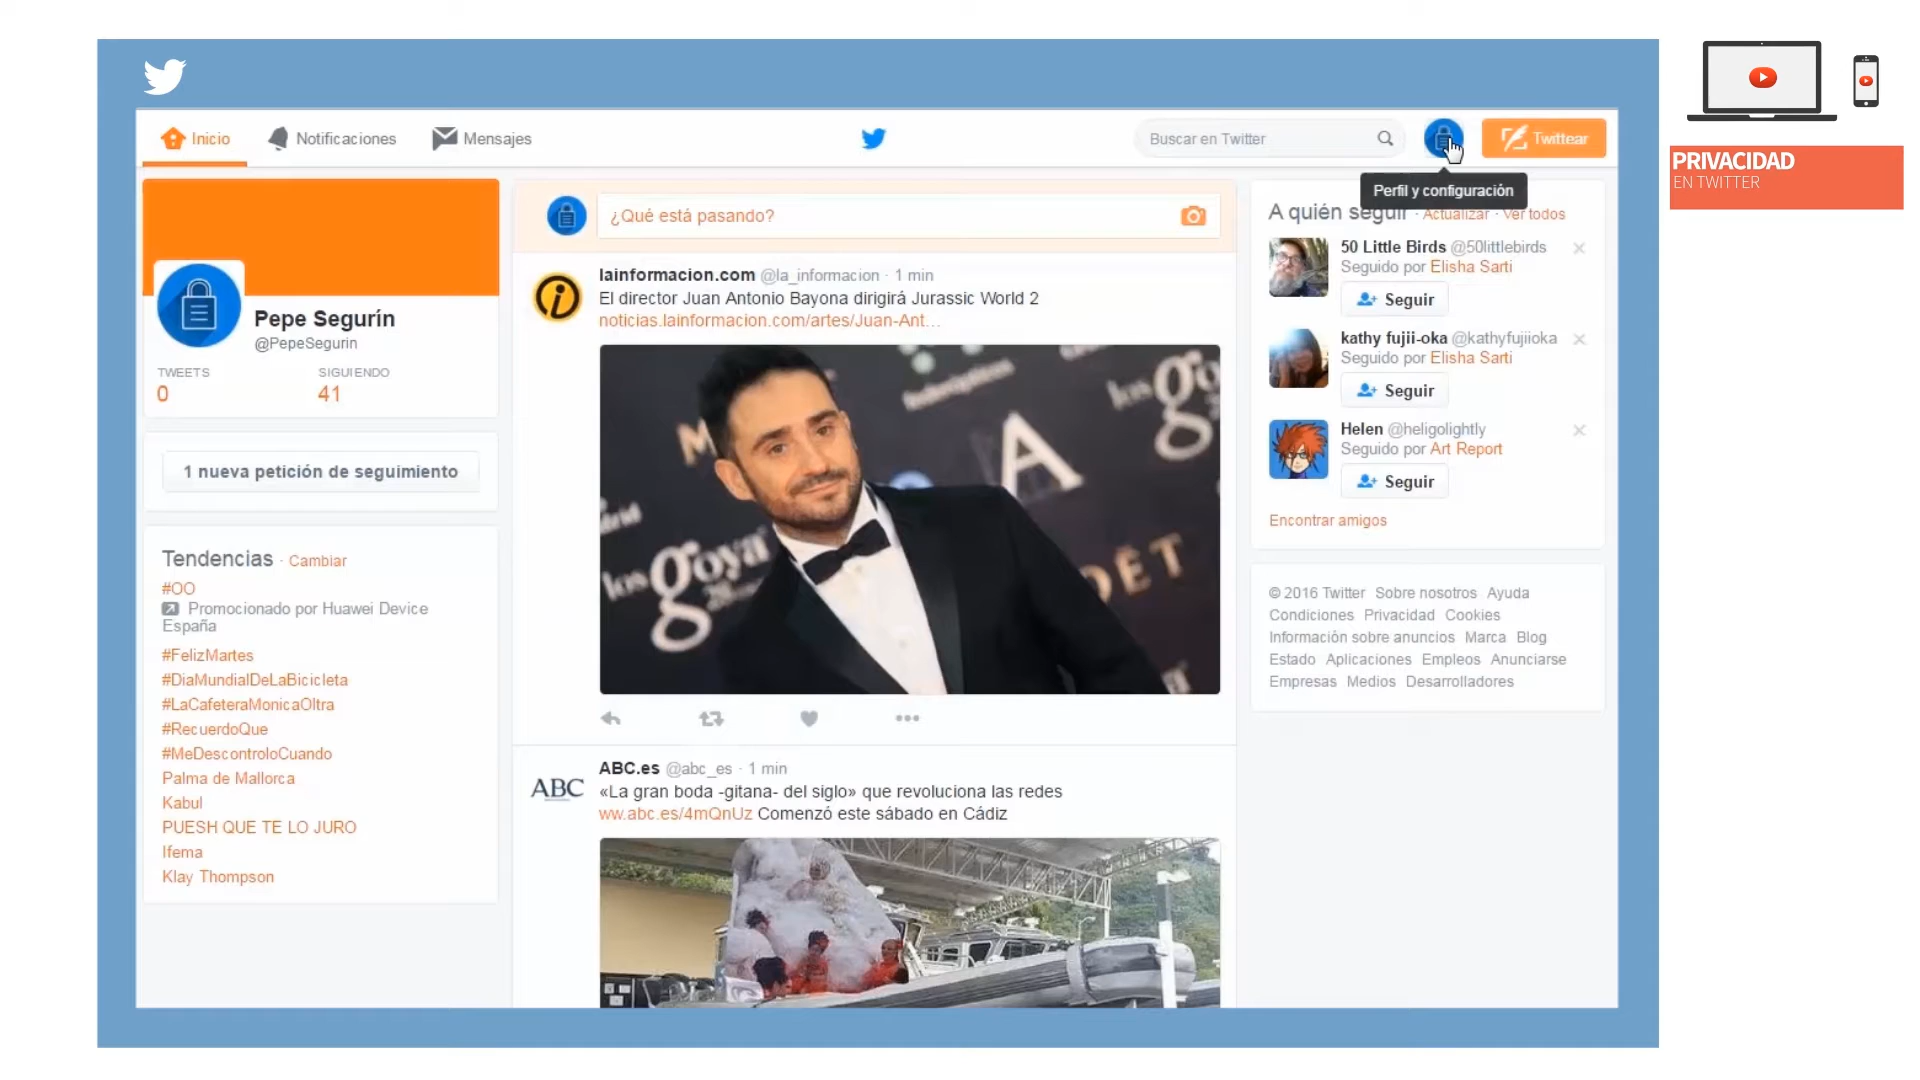 Inicio
Notificaciones
Mensajes
Buscar en Twitter
Twittear
Perfil y configuración
PRIVACIDAD
EN TWITTER
Pepe Segurín
@PepeSegurin
TWEETS
SIGUIENDO
0
41
1 nueva petición de seguimiento
Tendencias · Cambiar
#OO
Promocionado por Huawei Device
España
#FelizMartes
#DiaMundialDeLaBicicleta
#LaCafeteraMonicaOltra
#RecuerdoQue
#MeDescontroloCuando
Palma de Mallorca
Kabul
PUESH QUE TE LO JURO
Ifema
Klay Thompson
¿Qué está pasando?
lainformacion.com @la_informacion · 1 min
El director Juan Antonio Bayona dirigirá Jurassic World 2
noticias.lainformacion.com/artes/Juan-Ant…
los goya
A
los goya
MOËT
ABC
ABC.es @abc_es · 1 min
«La gran boda -gitana- del siglo» que revoluciona las redes
ww.abc.es/4mQnUz Comenzó este sábado en Cádiz
A quién seguir · Actualizar · Ver todos
50 Little Birds @50littlebirds
Seguido por Elisha Sarti
Seguir
kathy fujii-oka @kathyfujiioka
Seguido por Elisha Sarti
Seguir
Helen @heligolightly
Seguido por Art Report
Seguir
Encontrar amigos
© 2016 Twitter Sobre nosotros Ayuda
Condiciones Privacidad Cookies
Información sobre anuncios Marca Blog
Estado Aplicaciones Empleos Anunciarse
Empresas Medios Desarrolladores